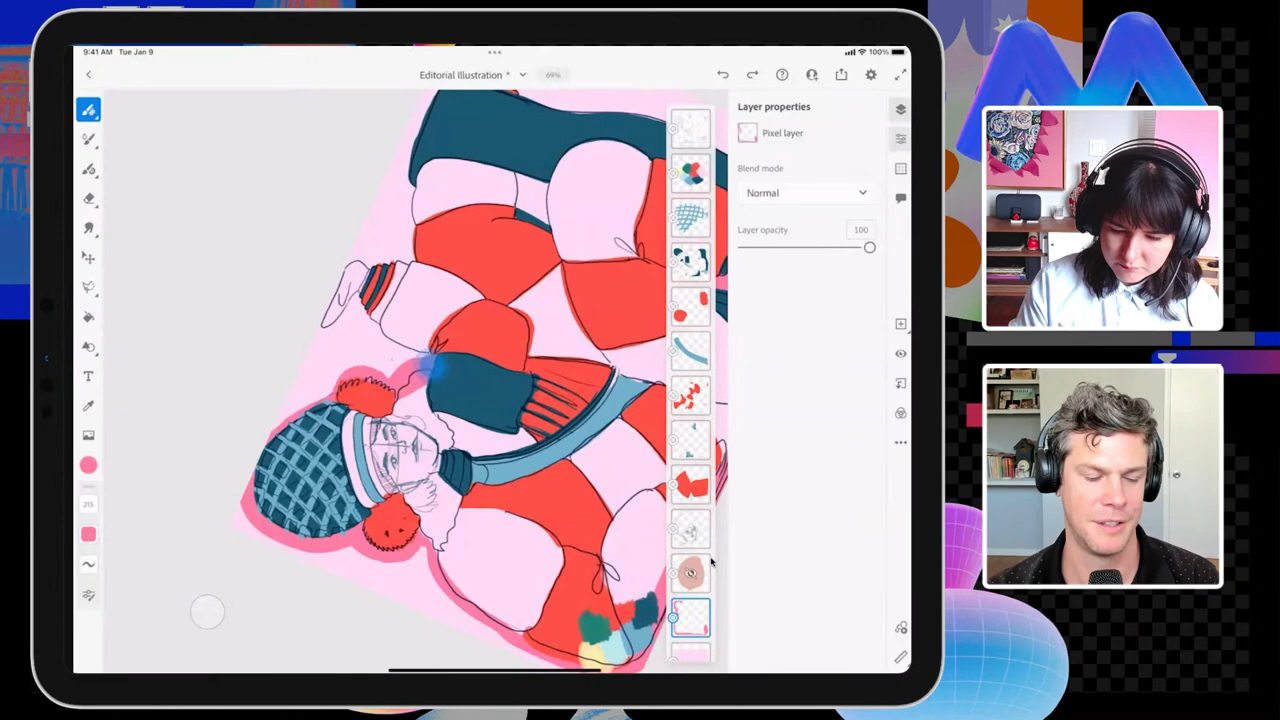 9:41 AM Tue Jan 9
100%
Editorial Illustration *
69%
Layer properties
Pixel layer
Blend mode
Normal
Layer opacity
100
T
215